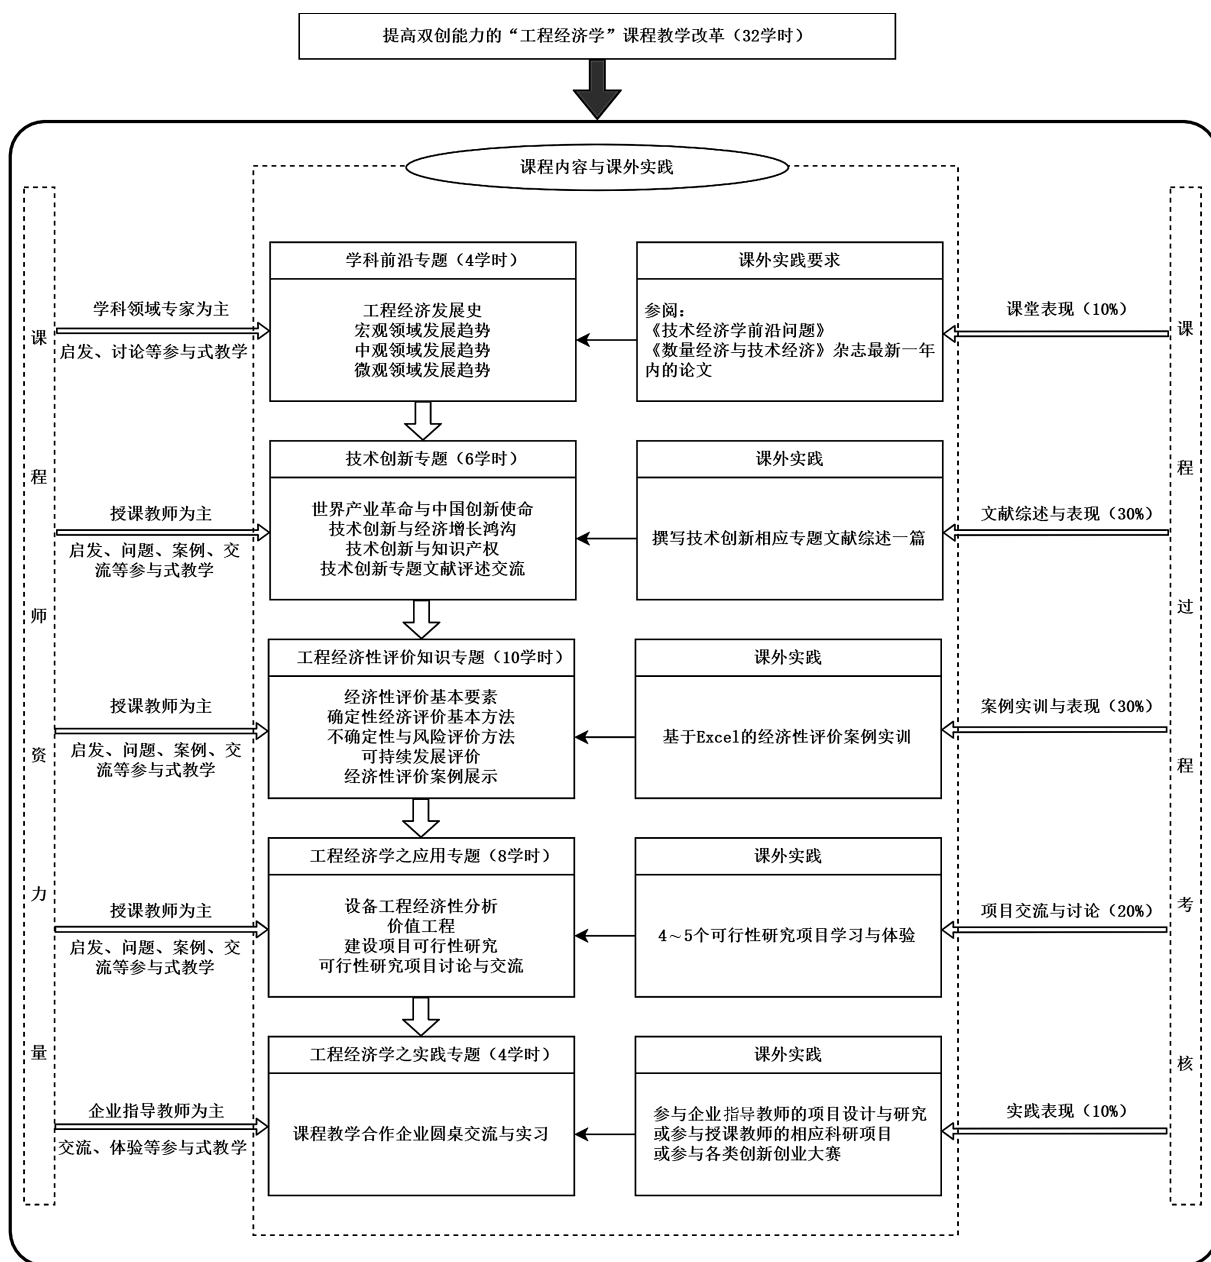 提高双创能力的“工程经济学”课程教学改革（32学时）
课程内容与课外实践
课程师资力量
学科领域专家为主
启发、讨论等参与式教学
学科前沿专题（4学时）
工程经济发展史
宏观领域发展趋势
中观领域发展趋势
微观领域发展趋势
课外实践要求
参阅：
《技术经济学前沿问题》
《数量经济与技术经济》杂志最新一年
内的论文
课堂表现（10%）
课程过程考核
授课教师为主
启发、问题、案例、交
流等参与式教学
技术创新专题（6学时）
世界产业革命与中国创新使命
技术创新与经济增长鸿沟
技术创新与知识产权
技术创新专题文献评述交流
课外实践
撰写技术创新相应专题文献综述一篇
文献综述与表现（30%）
授课教师为主
启发、问题、案例、交
流等参与式教学
工程经济性评价知识专题（10学时）
经济性评价基本要素
确定性经济评价基本方法
不确定性与风险评价方法
可持续发展评价
经济性评价案例展示
课外实践
基于Excel的经济性评价案例实训
案例实训与表现（30%）
授课教师为主
启发、问题、案例、交
流等参与式教学
工程经济学之应用专题（8学时）
设备工程经济性分析
价值工程
建设项目可行性研究
可行性研究项目讨论与交流
课外实践
4～5个可行性研究项目学习与体验
项目交流与讨论（20%）
企业指导教师为主
交流、体验等参与式教学
工程经济学之实践专题（4学时）
课程教学合作企业圆桌交流与实习
课外实践
参与企业指导教师的项目设计与研究
或参与授课教师的相应科研项目
或参与各类创新创业大赛
实践表现（10%）